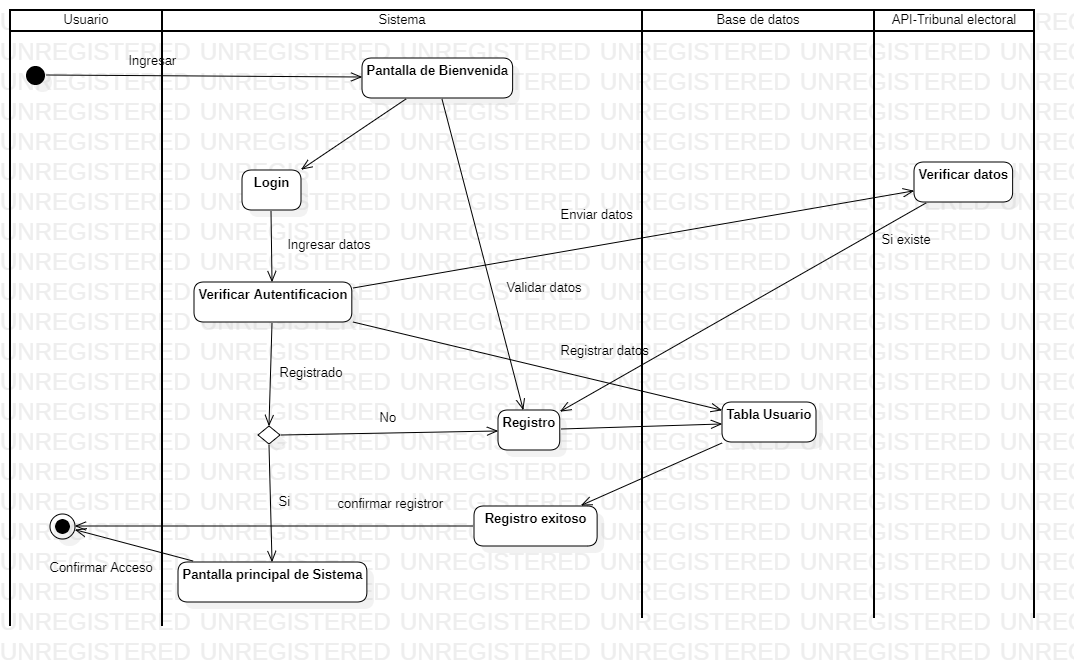 Usuario
Sistema
Base de datos
API-Tribunal electoral
Ingresar
Pantalla de Bienvenida
Verificar datos
Login
Enviar datos
Si existe
Ingresar datos
Validar datos
Verificar Autentificacion
Registrar datos
Registrado
Tabla Usuario
No
Registro
Si
confirmar registror
Registro exitoso
Confirmar Acceso
Pantalla principal de Sistema
UNREGISTERED